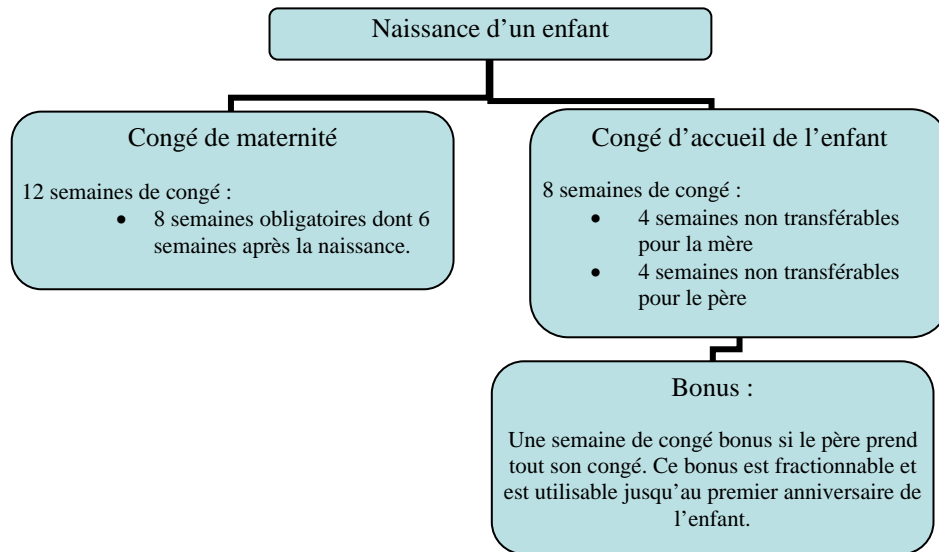 Naissance d'un enfant
Congé de maternité
12 semaines de congé :
• 8 semaines obligatoires dont 6
semaines après la naissance.
Congé d'accueil de l'enfant
8 semaines de congé :
• 4 semaines non transférables
pour la mère
• 4 semaines non transférables
pour le père
Bonus :
Une semaine de congé bonus si le père prend
tout son congé. Ce bonus est fractionnable et
est utilisable jusqu'au premier anniversaire de
l'enfant.